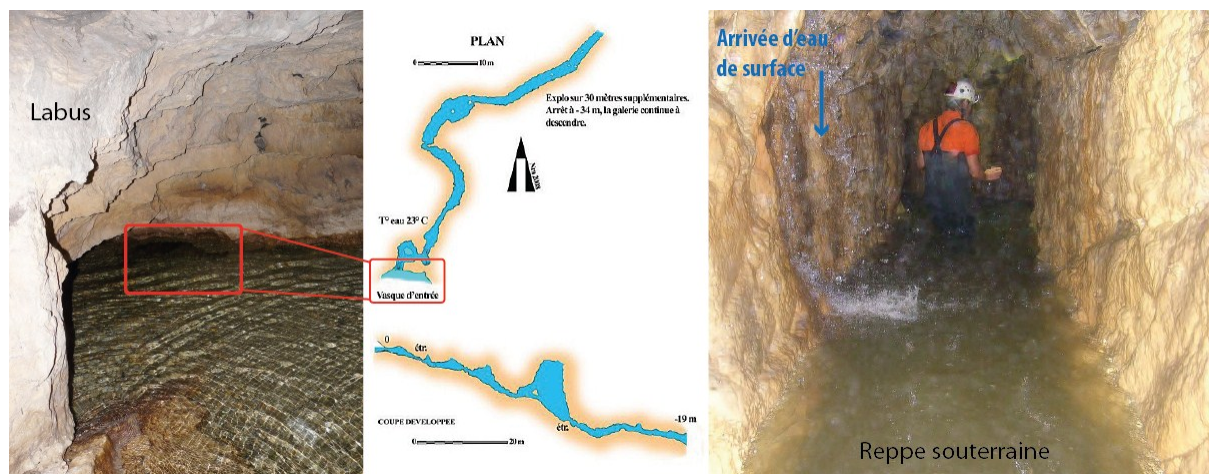 Labus
PLAN
0 10 m
Explo sur 30 mètres supplémentaires.
Arrêt à - 34 m, la galerie continue à
descendre.
T° eau 23° C
Vasque d'entrée
0
étr.
étr.
-19 m
COUPE DEVELOPPEE
0 20 m
Arrivée d'eau
de surface
Reppe souterraine